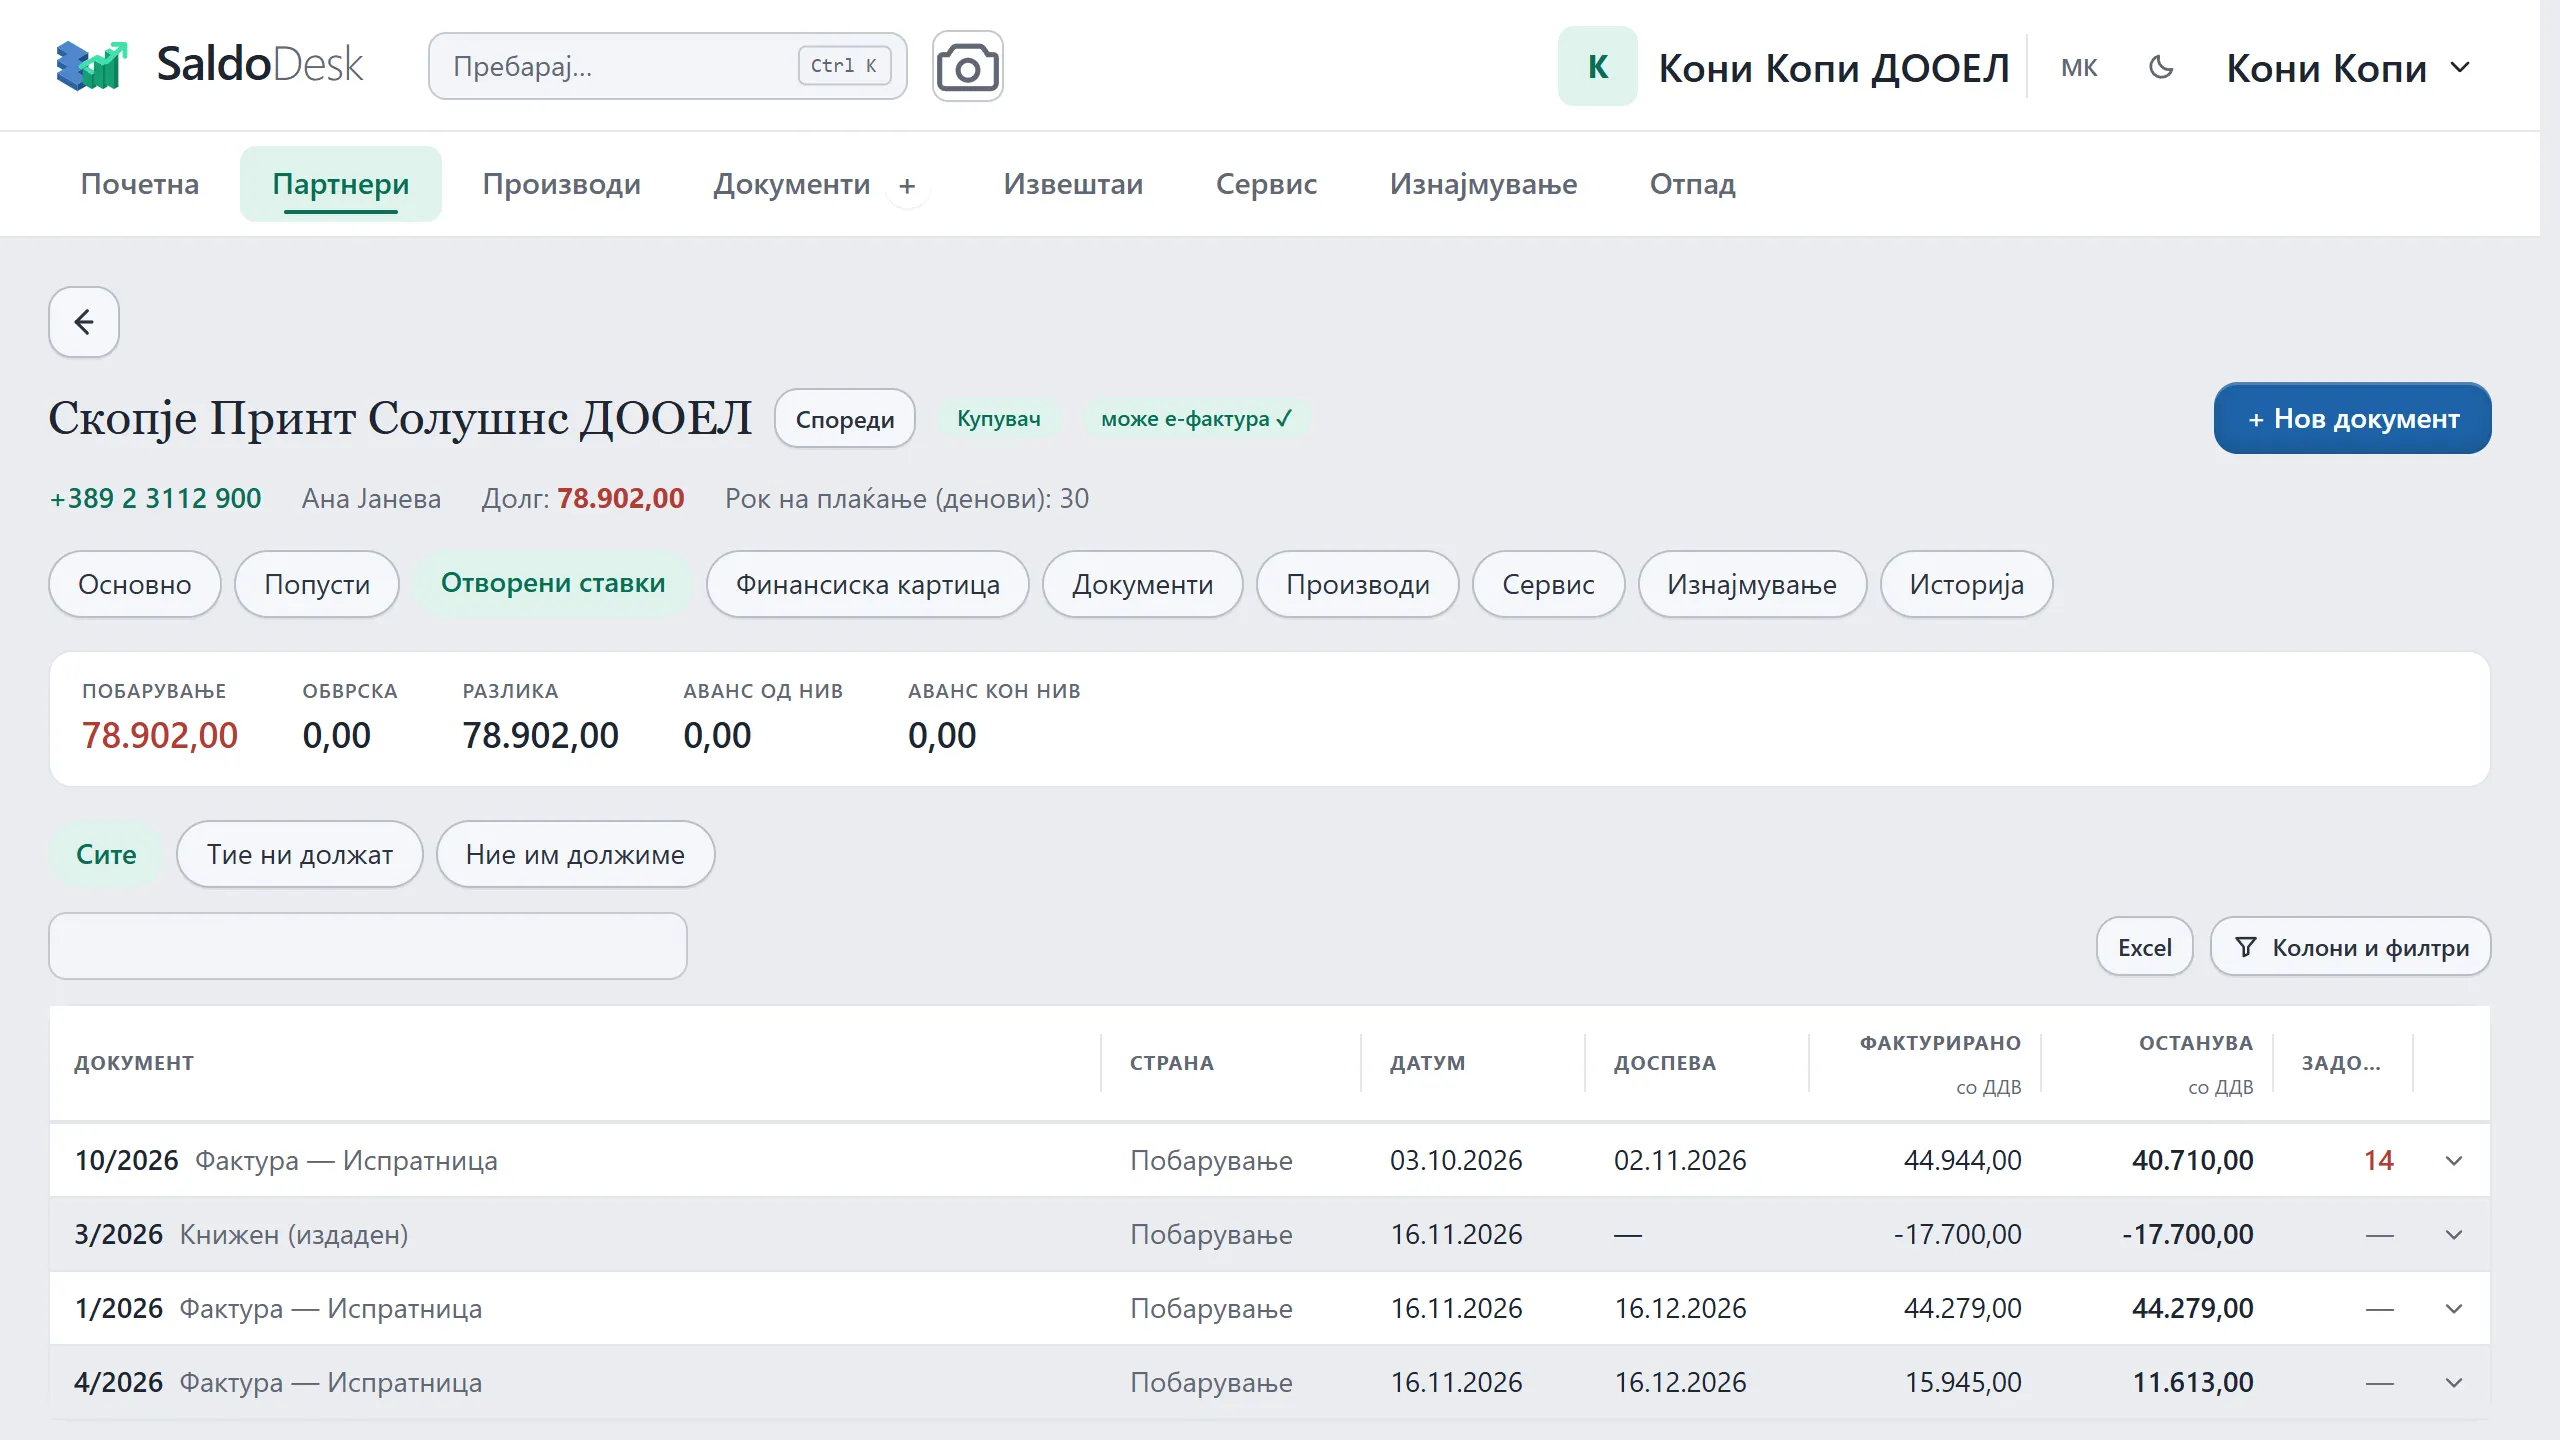 SaldoDesk
Пребарај... Ctrl K
К Кони Копи ДООЕЛ МК Кони Копи
Почетна Партнери Производи Документи + Извештаи Сервис Изнајмување Отпад
Скопје Принт Солушнс ДООЕЛ Спореди Купувач може е-фактура ✓ + Нов документ
+389 2 3112 900 Ана Јанева Долг: 78.902,00 Рок на плаќање (денови): 30
Основно Попусти Отворени ставки Финансиска картица Документи Производи Сервис Изнајмување Историја
ПОБАРУВАЊЕ ОБВРСКА РАЗЛИКА АВАНС ОД НИВ АВАНС КОН НИВ
78.902,00 0,00 78.902,00 0,00 0,00
Сите Тие ни должат Ние им должиме
Excel Колони и филтри
ДОКУМЕНТ СТРАНА ДАТУМ ДОСПЕВА ФАКТУРИРАНО со ДДВ ОСТАНУВА со ДДВ ЗАДО...
10/2026 Фактура — Испратница Побарување 03.10.2026 02.11.2026 44.944,00 40.710,00 14
3/2026 Книжен (издаден) Побарување 16.11.2026 — -17.700,00 -17.700,00 —
1/2026 Фактура — Испратница Побарување 16.11.2026 16.12.2026 44.279,00 44.279,00 —
4/2026 Фактура — Испратница Побарување 16.11.2026 16.12.2026 15.945,00 11.613,00 —